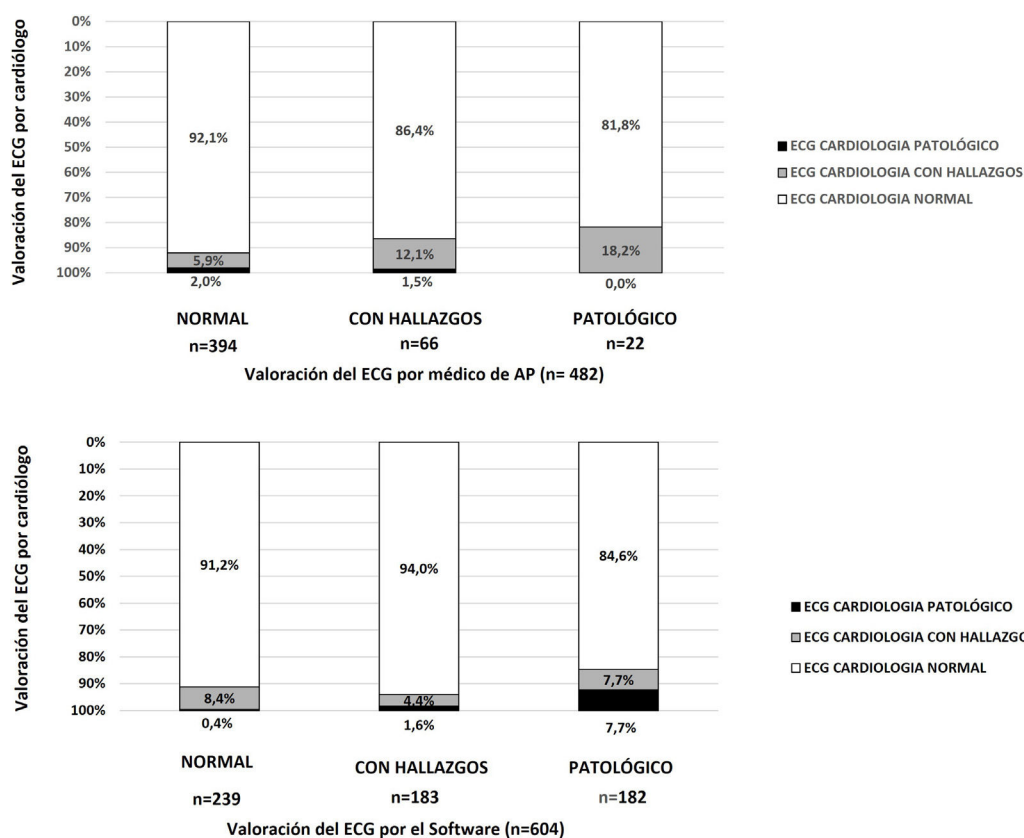 Valoración del ECG por cardiólogo
0%
10%
20%
30%
40%
50%
60%
70%
80%
90%
100%
92,1%
86,4%
81,8%
5,9%
12,1%
18,2%
2,0%
1,5%
0,0%
NORMAL
CON HALLAZGOS
PATOLÓGICO
n=394
n=66
n=22
Valoración del ECG por médico de AP (n= 482)
ECG CARDIOLOGIA PATOLÓGICO
ECG CARDIOLOGIA CON HALLAZGOS
ECG CARDIOLOGIA NORMAL
Valoración del ECG por cardiólogo
0%
10%
20%
30%
40%
50%
60%
70%
80%
90%
100%
91,2%
94,0%
84,6%
8,4%
4,4%
7,7%
0,4%
1,6%
7,7%
NORMAL
CON HALLAZGOS
PATOLÓGICO
n=239
n=183
n=182
Valoración del ECG por el Software (n=604)
ECG CARDIOLOGIA PATOLÓGICO
ECG CARDIOLOGIA CON HALLAZGO
ECG CARDIOLOGIA NORMAL